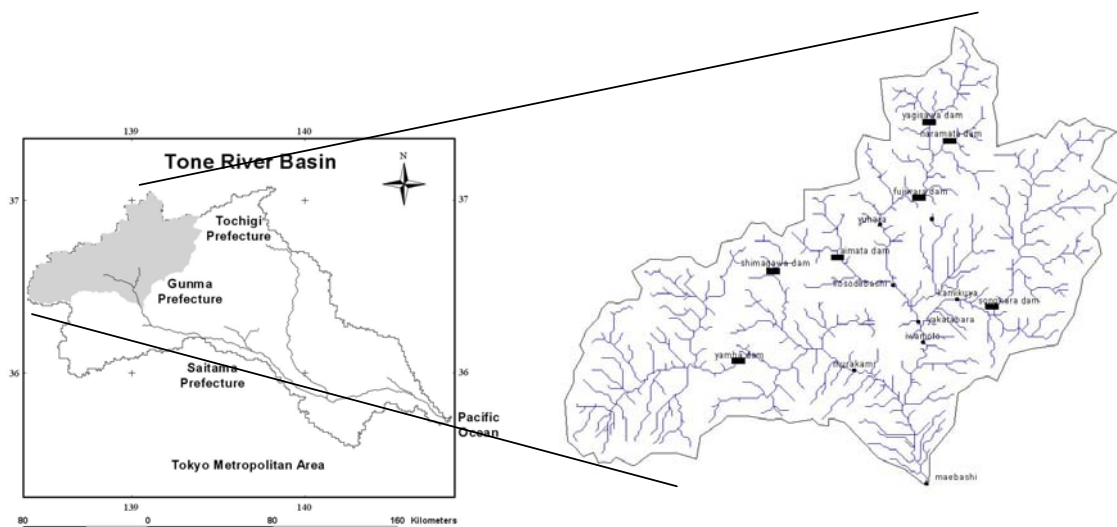 139
140
Tone River Basin
N
37
37
Tochigi
Prefecture
Gunma
Prefecture
36
36
Saitama
Prefecture
Pacific
Ocean
Tokyo Metropolitan Area
139
140
80
0
80
160 Kilometers
yagisawa dam
naramata dam
fujiwara dam
yuhara
aimata dam
shimagawa dam
kosodebashi
kamikuya
sonohara dam
yakatabara
iwamoto
yamba dam
murakami
maebashi